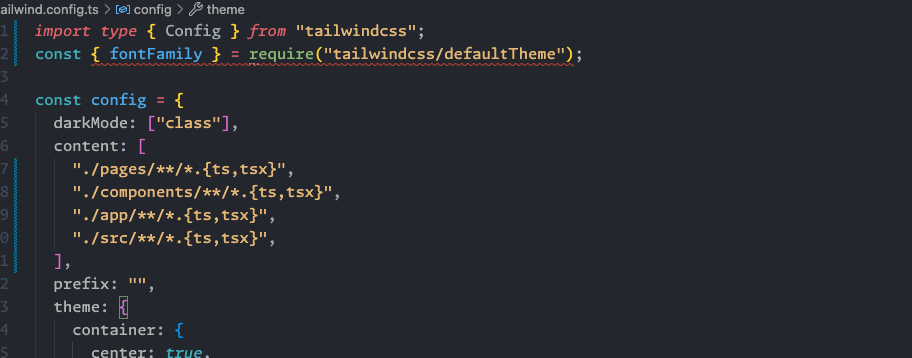 ailwind.config.ts > config > theme
1 import type { Config } from "tailwindcss";
2 const { fontFamily } = require("tailwindcss/defaultTheme");
3
4 const config = {
5 darkMode: ["class"],
6 content: [
7 "./pages/**/*.{ts,tsx}",
8 "./components/**/*.{ts,tsx}",
9 "./app/**/*.{ts,tsx}",
0 "./src/**/*.{ts,tsx}",
1 ],
2 prefix: "",
3 theme: {
4 container: {
5 center: true,